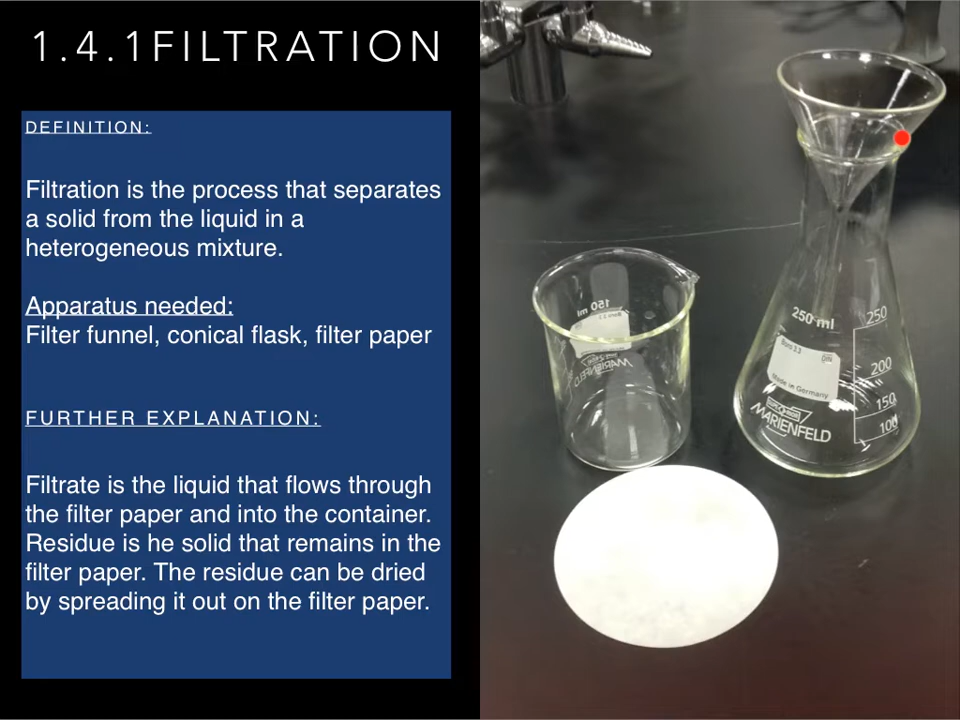 1.4.1FILTRATION
DEFINITION:
Filtration is the process that separates
a solid from the liquid in a
heterogeneous mixture.
Apparatus needed:
Filter funnel, conical flask, filter paper
FURTHER EXPLANATION:
Filtrate is the liquid that flows through
the filter paper and into the container.
Residue is he solid that remains in the
filter paper. The residue can be dried
by spreading it out on the filter paper.
150 ml
MARIENFELD
250 ml
250
200
150
100
Boro 3.3
Made in Germany
MARIENFELD